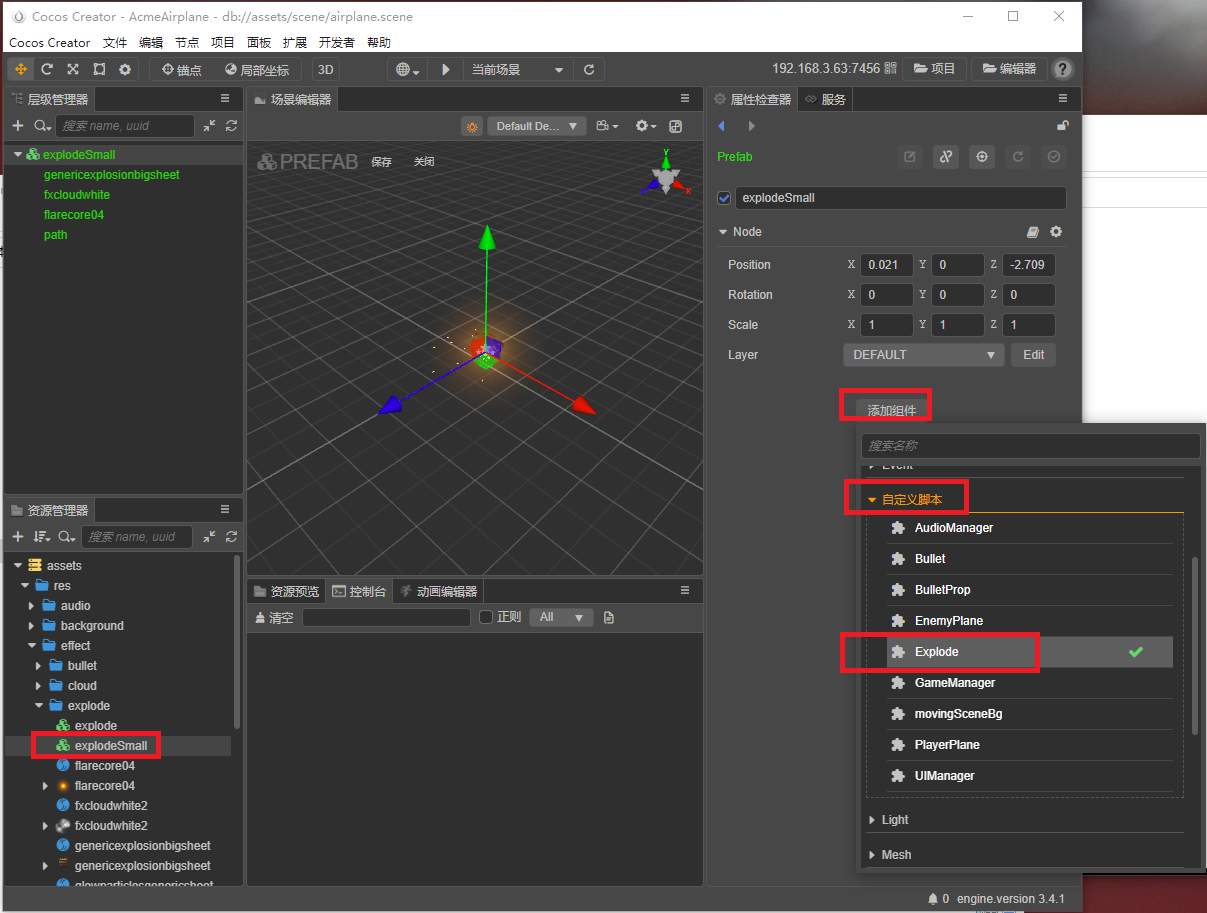 Cocos Creator - AcmeAirplane - db://assets/scene/airplane.scene
Cocos Creator 文件 编辑 节点 项目 面板 扩展 开发者 帮助
锚点 局部坐标 3D 当前场景 192.168.3.63:7456 项目 编辑器 ?
层级管理器
搜索 name, uuid
explodeSmall
genericexplosionbigsheet
fxcloudwhite
flarecore04
path
场景编辑器
Default De...
PREFAB 保存 关闭
Y
X
属性检查器 服务
Prefab
explodeSmall
Node
Position X 0.021 Y 0 Z -2.709
Rotation X 0 Y 0 Z 0
Scale X 1 Y 1 Z 1
Layer DEFAULT Edit
添加组件
搜索名称
Event
自定义脚本
AudioManager
Bullet
BulletProp
EnemyPlane
Explode
GameManager
movingSceneBg
PlayerPlane
UIManager
Light
Mesh
资源管理器
搜索 name, uuid
assets
res
audio
background
effect
bullet
cloud
explode
explode
explodeSmall
flarecore04
flarecore04
fxcloudwhite2
fxcloudwhite2
genericexplosionbigsheet
genericexplosionbigsheet
glowparticlesgenericsheet
资源预览 控制台 动画编辑器
清空 正则 All
0 engine.version 3.4.1